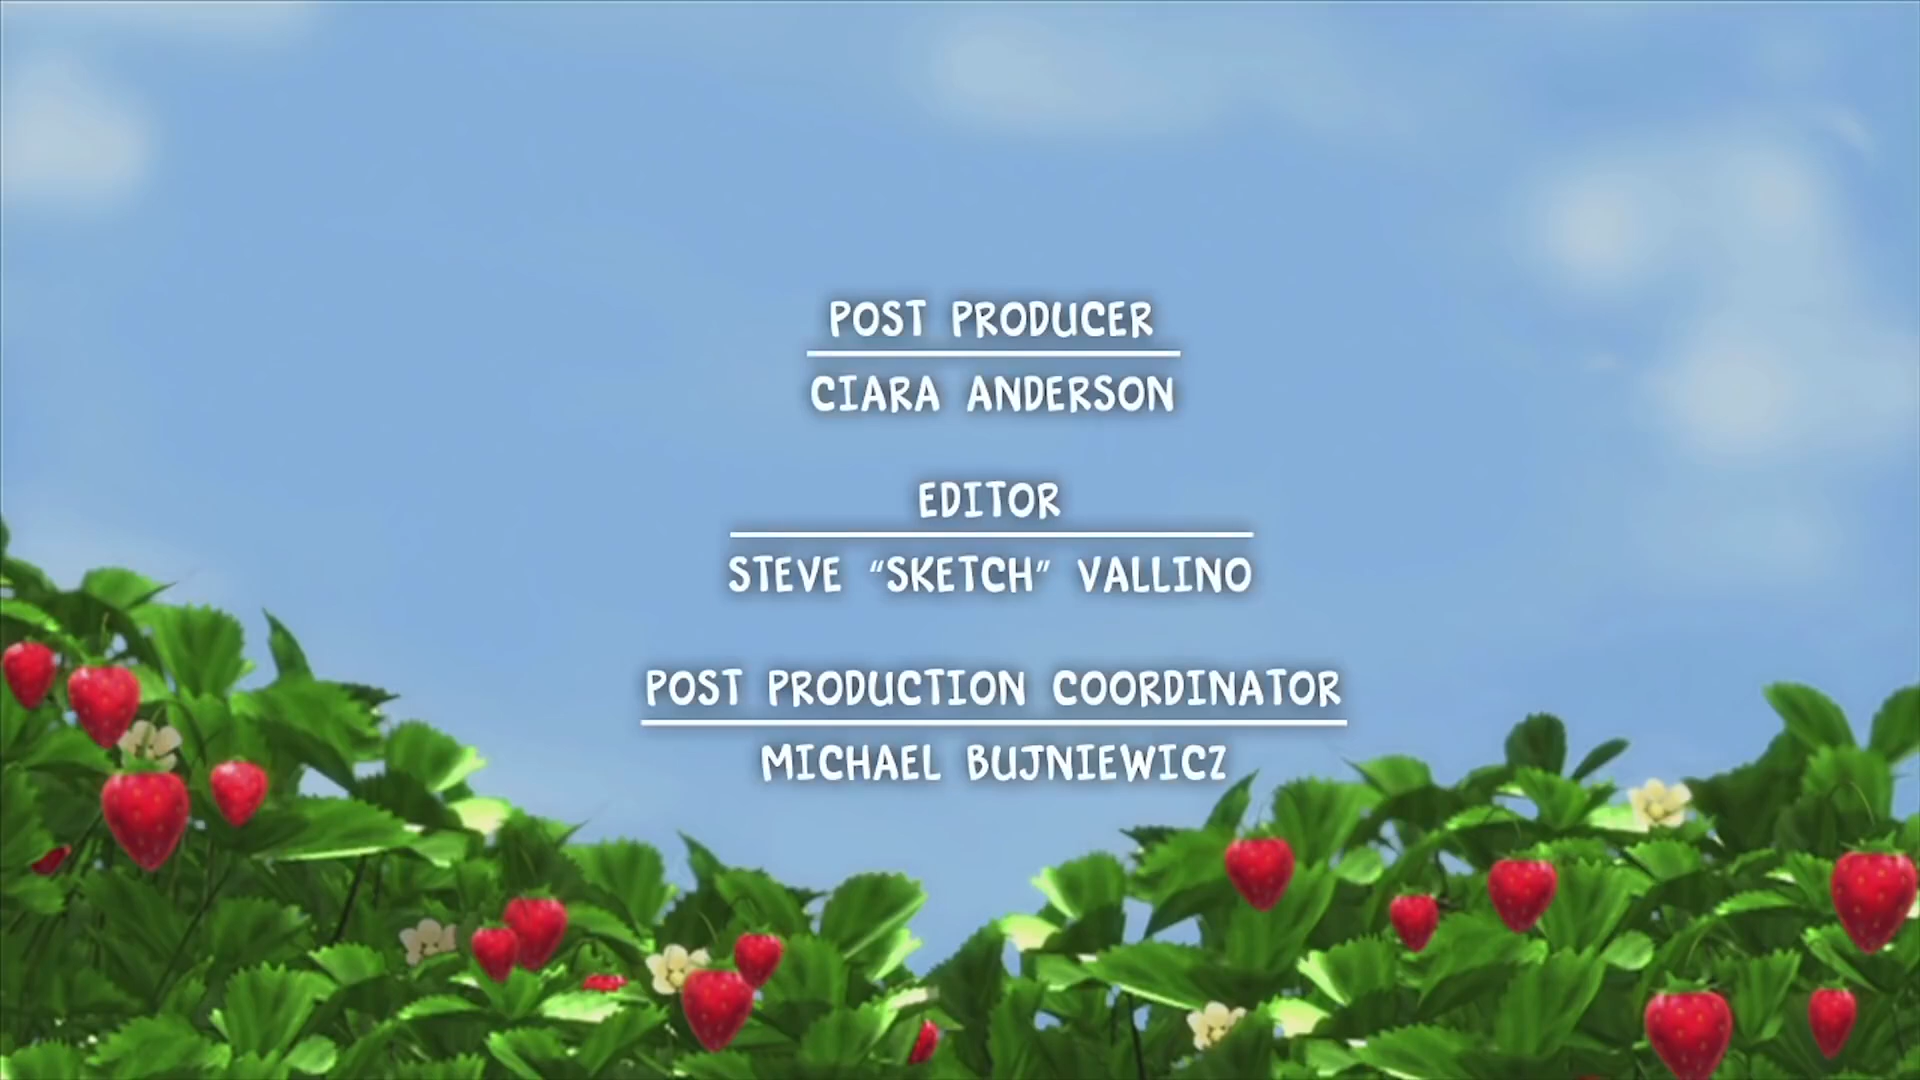 POST PRODUCER
CIARA ANDERSON
EDITOR
STEVE “SKETCH” VALLINO
POST PRODUCTION COORDINATOR
MICHAEL BUJNIEWICZ